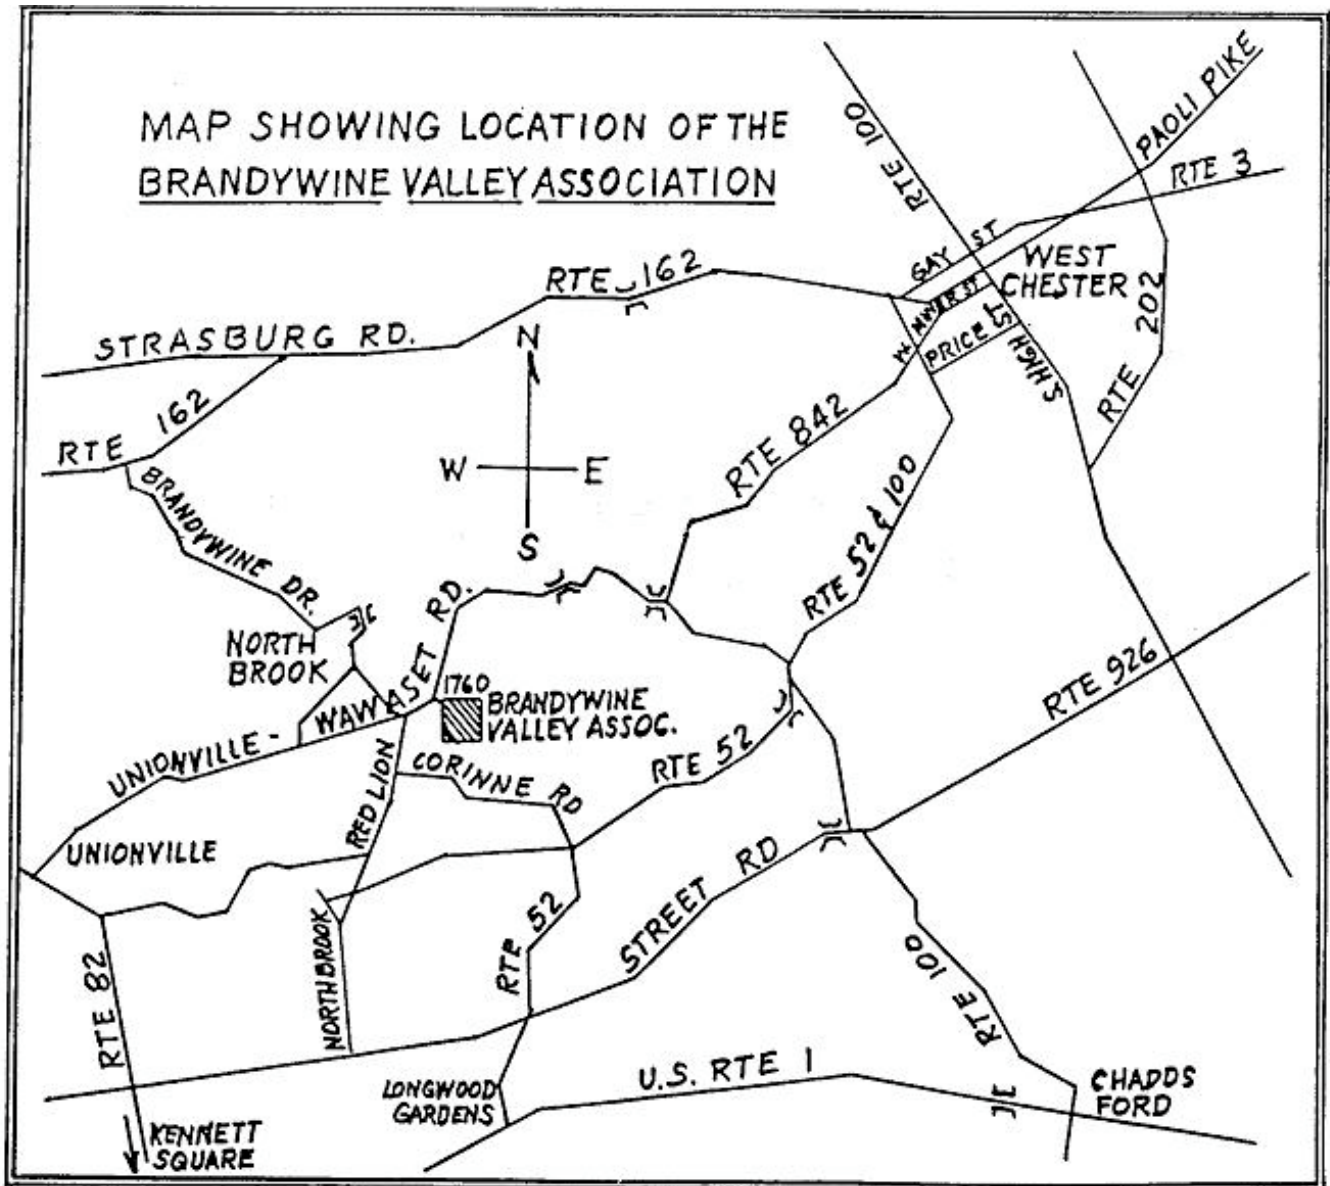 MAP SHOWING LOCATION OF THE
BRANDYWINE VALLEY ASSOCIATION
RTE 100
PAOLI PIKE
RTE 3
GAY ST
WEST
CHESTER
RTE 162
STRASBURG RD.
MINER ST
PRICE ST
S. HIGH ST
RTE 202
N
W E
S
RTE 162
RTE 842
BRANDYWINE DR.
RTE 52 & 100
NORTH
BROOK
UNIONVILLE - WAWASET RD.
1760
BRANDYWINE
VALLEY ASSOC.
RTE 926
RTE 52
CORINNE RD
RED LION
UNIONVILLE
STREET RD
RTE 52
RTE 82
NORTHBROOK
RTE 100
U.S. RTE 1
LONGWOOD
GARDENS
CHADDS
FORD
KENNETT
SQUARE